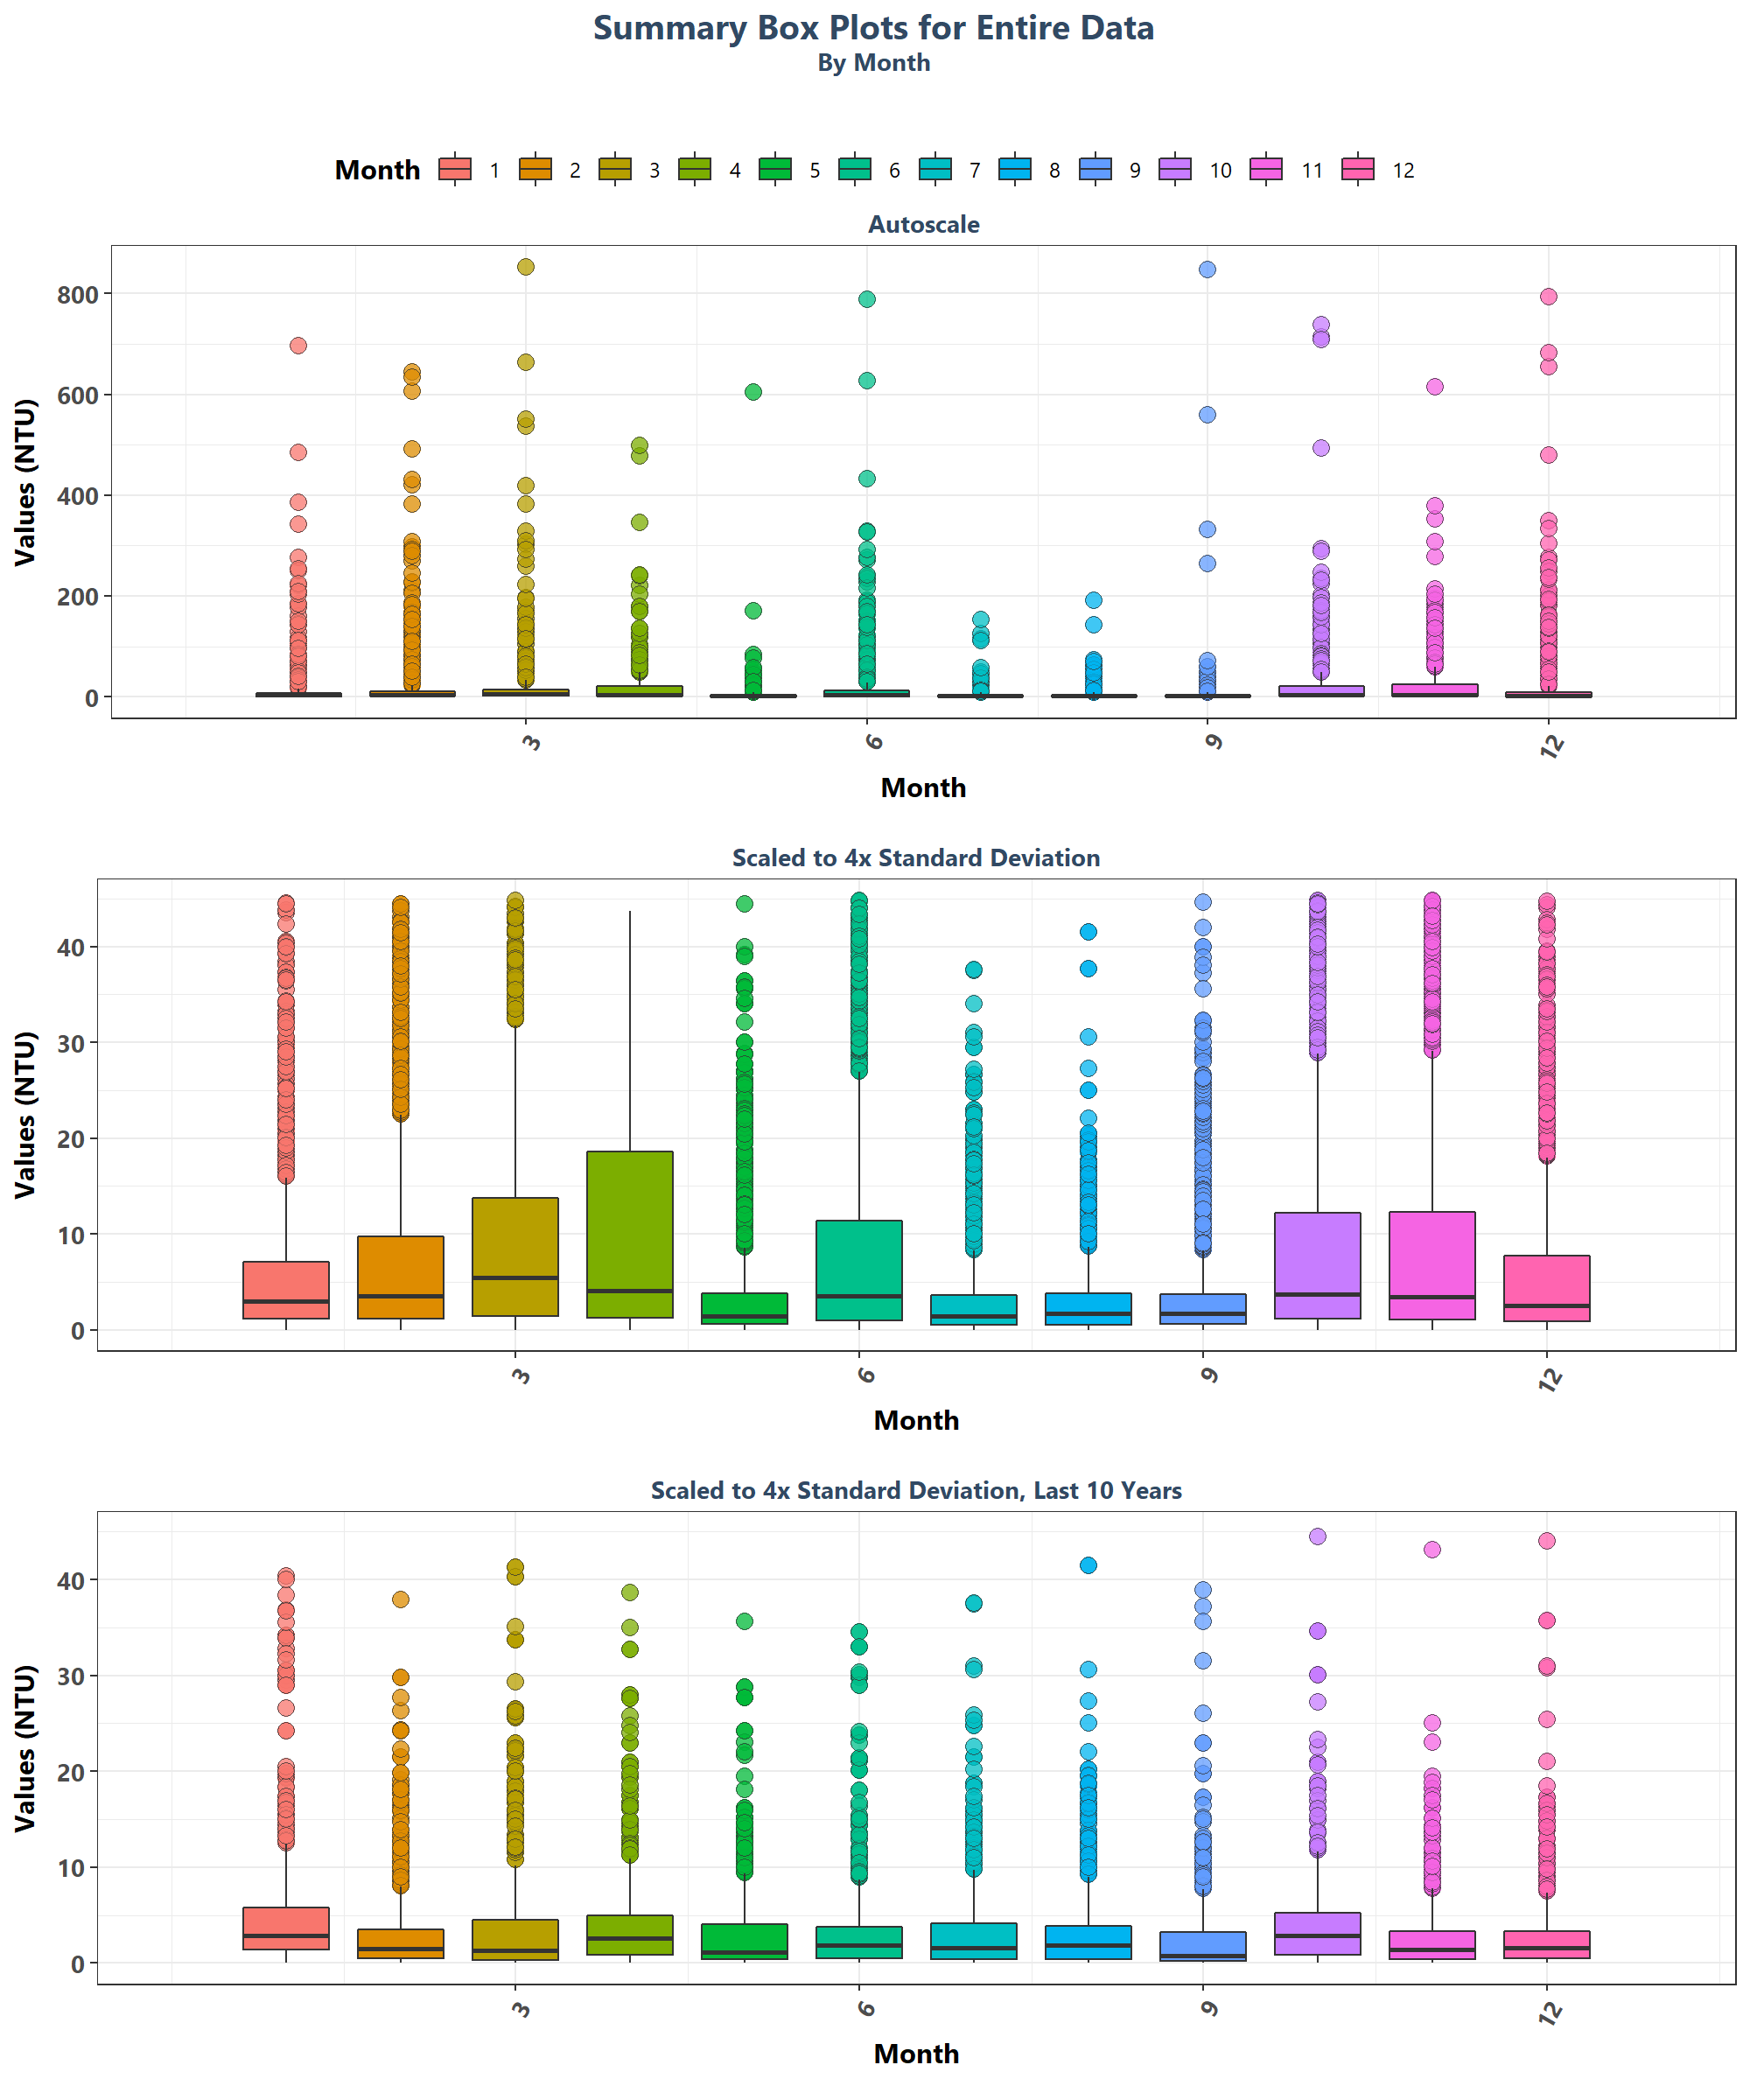 Summary Box Plots for Entire Data
By Month
Month 1 2 3 4 5 6 7 8 9 10 11 12
Autoscale
Values (NTU)
800
600
400
200
0
3 6 9 12
Month
Scaled to 4x Standard Deviation
Values (NTU)
40
30
20
10
0
3 6 9 12
Month
Scaled to 4x Standard Deviation, Last 10 Years
Values (NTU)
40
30
20
10
0
3 6 9 12
Month